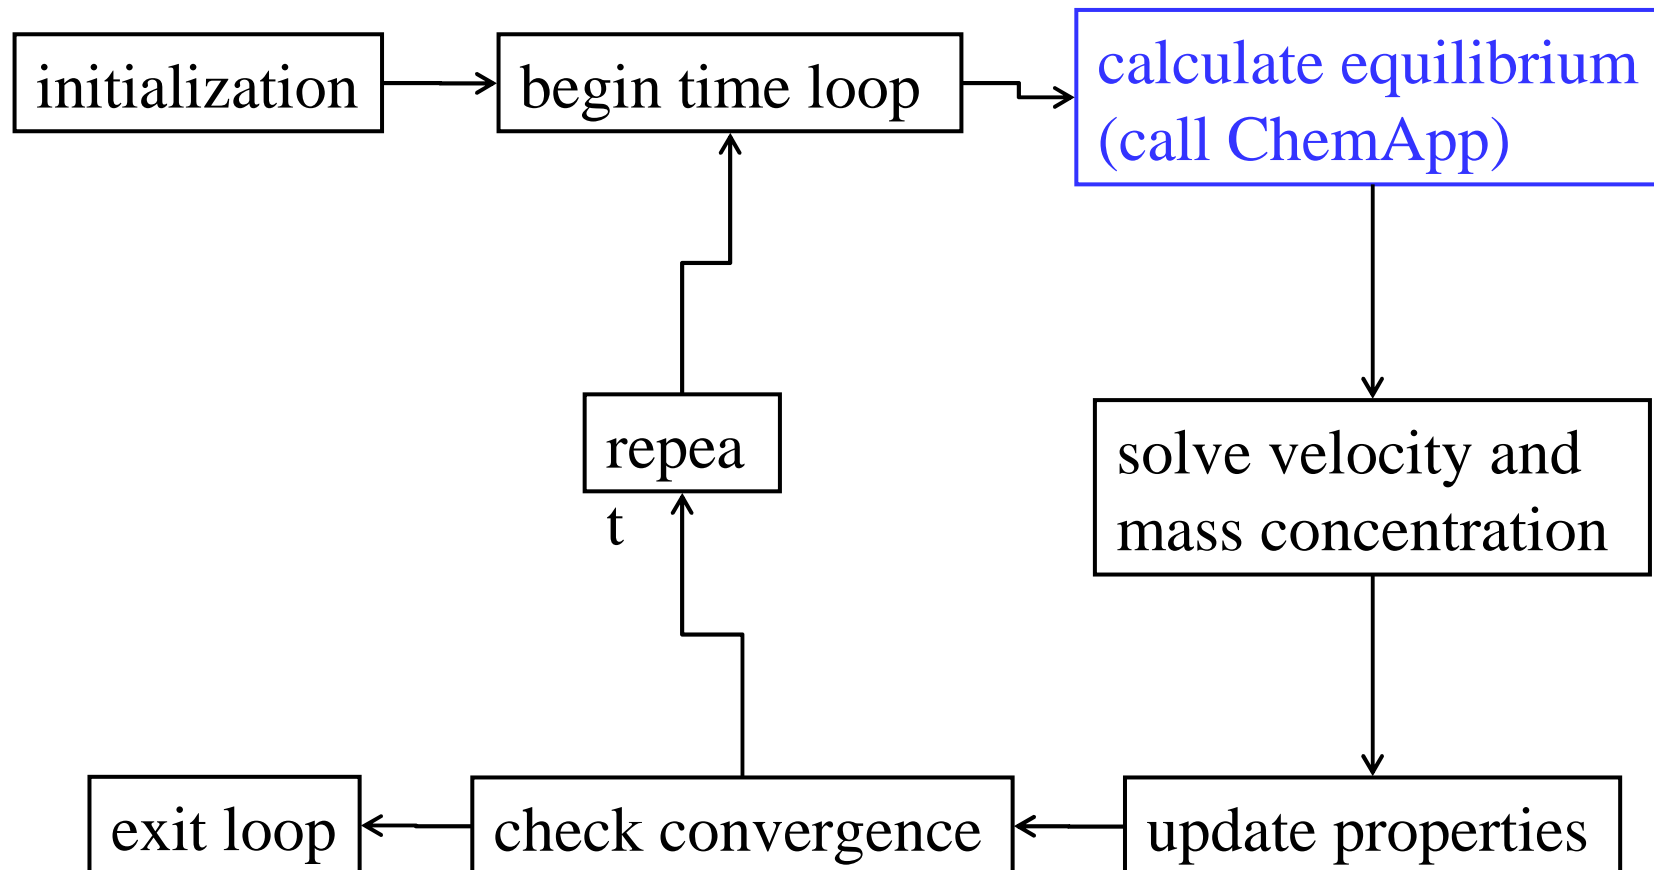 initialization
begin time loop
calculate equilibrium
(call ChemApp)
repea
t
solve velocity and
mass concentration
exit loop
check convergence
update properties